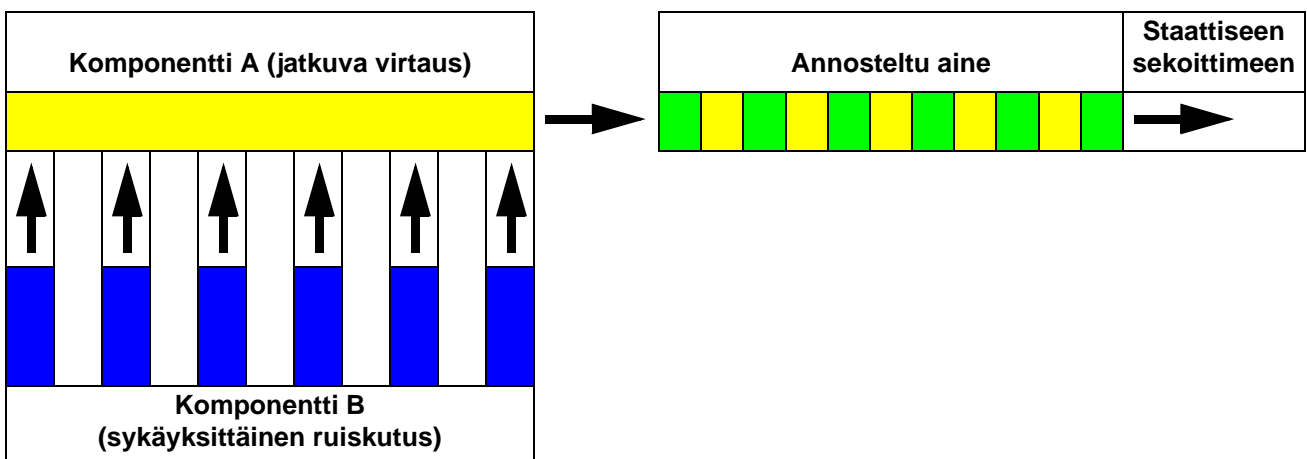 Komponentti A (jatkuva virtaus)
Annosteltu aine
Staattiseen
sekoittimeen
Komponentti B
(sykäyksittäinen ruiskutus)